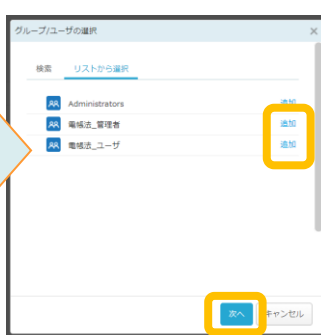 グループ/ユーザの選択 ×
検索 リストから選択
Administrators 追加
電帳法_管理者 追加
電帳法_ユーザ 追加
次へ キャンセル